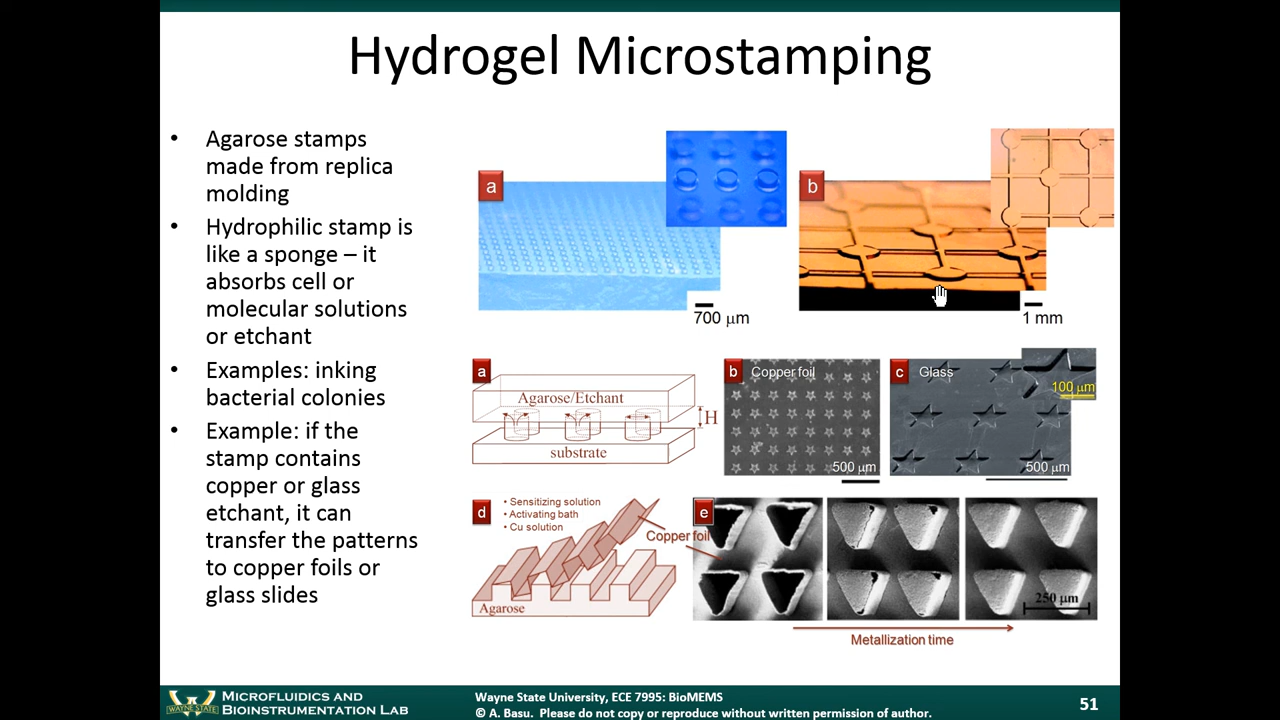 Hydrogel Microstamping
• Agarose stamps
made from replica
molding
• Hydrophilic stamp is
like a sponge – it
absorbs cell or
molecular solutions
or etchant
• Examples: inking
bacterial colonies
• Example: if the
stamp contains
copper or glass
etchant, it can
transfer the patterns
to copper foils or
glass slides
a
700 μm
b
1 mm
a
Agarose/Etchant
H
substrate
b Copper foil
500 μm
c Glass
100 μm
500 μm
d
• Sensitizing solution
• Activating bath
• Cu solution
Copper foil
Agarose
e
250 μm
Metallization time
WAYNE STATE
MICROFLUIDICS AND
BIOINSTRUMENTATION LAB
Wayne State University, ECE 7995: BioMEMS
© A. Basu. Please do not copy or reproduce without written permission of author.
51